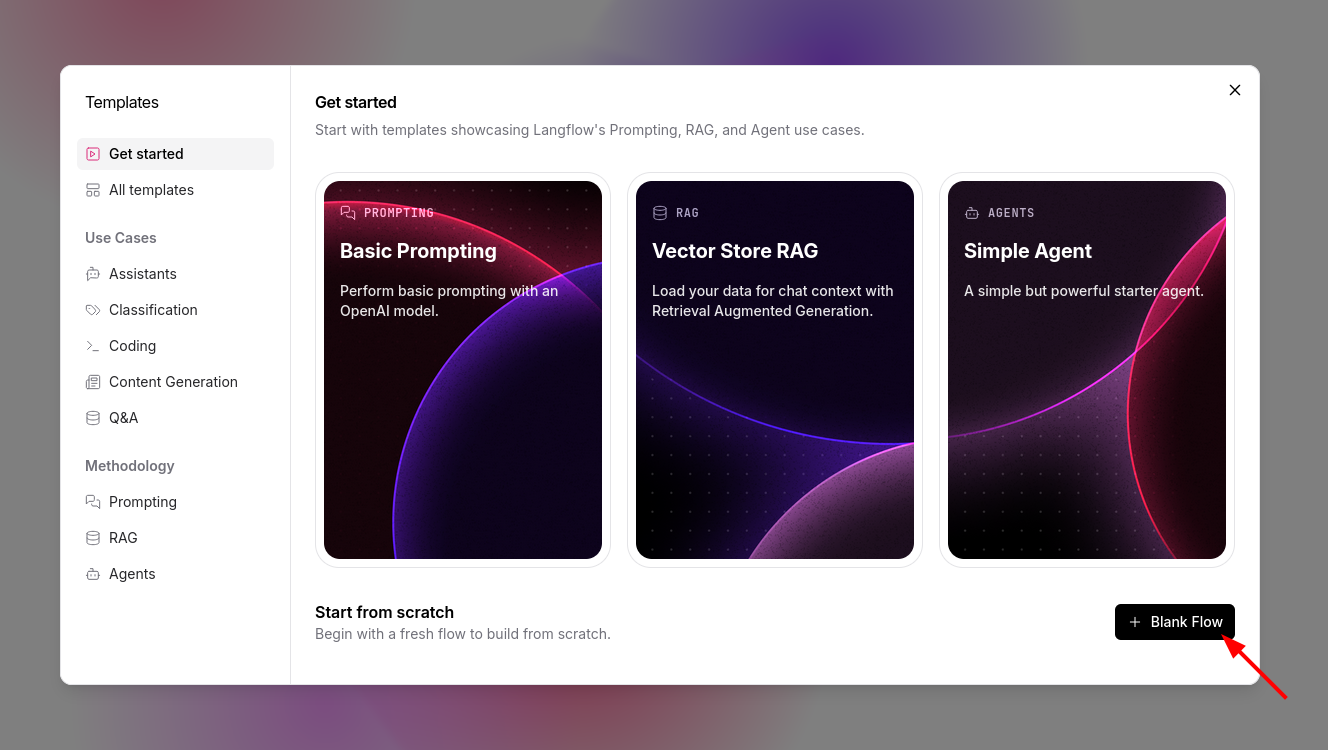 Templates
Get started
All templates
Use Cases
Assistants
Classification
Coding
Content Generation
Q&A
Methodology
Prompting
RAG
Agents
Get started
Start with templates showcasing Langflow's Prompting, RAG, and Agent use cases.
PROMPTING
Basic Prompting
Perform basic prompting with an
OpenAI model.
RAG
Vector Store RAG
Load your data for chat context with
Retrieval Augmented Generation.
AGENTS
Simple Agent
A simple but powerful starter agent.
Start from scratch
Begin with a fresh flow to build from scratch.
Blank Flow